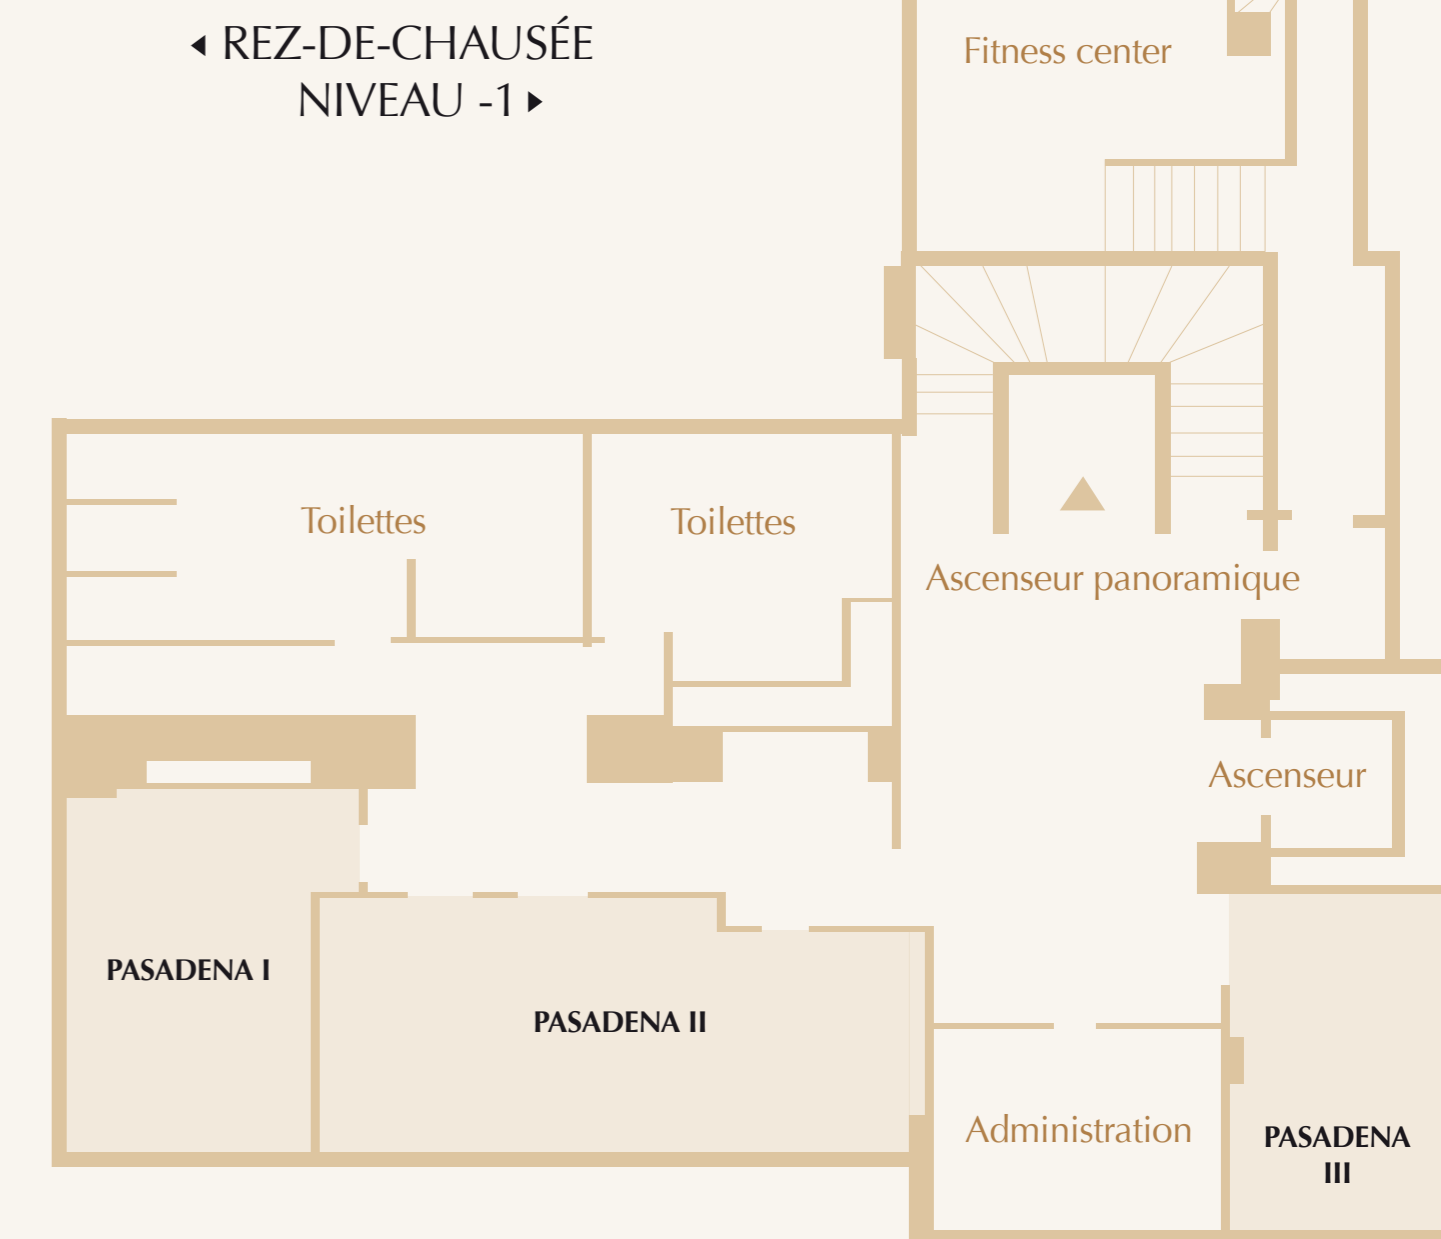 ◂ REZ-DE-CHAUSÉE
NIVEAU -1 ▸
Fitness center
Toilettes
Toilettes
Ascenseur panoramique
Ascenseur
PASADENA I
PASADENA II
Administration
PASADENA
III